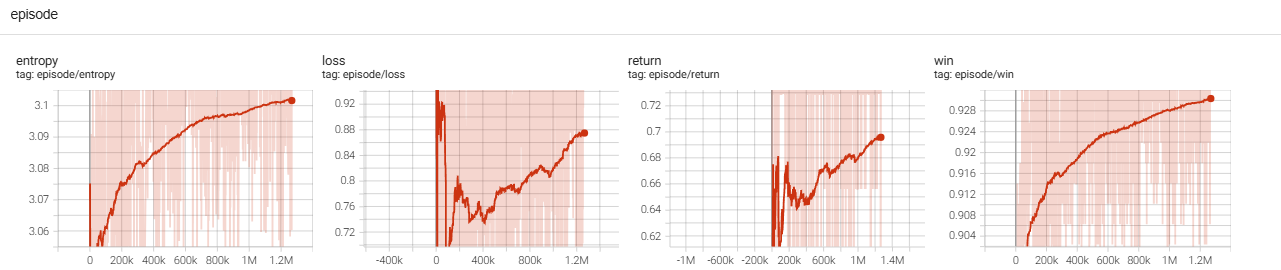 episode
entropy
tag: episode/entropy
3.1
3.09
3.08
3.07
3.06
0 200k 400k 600k 800k 1M 1.2M
loss
tag: episode/loss
0.92
0.88
0.84
0.8
0.76
0.72
-400k 0 400k 800k 1.2M
return
tag: episode/return
0.72
0.7
0.68
0.66
0.64
0.62
-1M -600k -200k 200k 600k 1M 1.4M
win
tag: episode/win
0.928
0.924
0.92
0.916
0.912
0.908
0.904
0 200k 400k 600k 800k 1M 1.2M